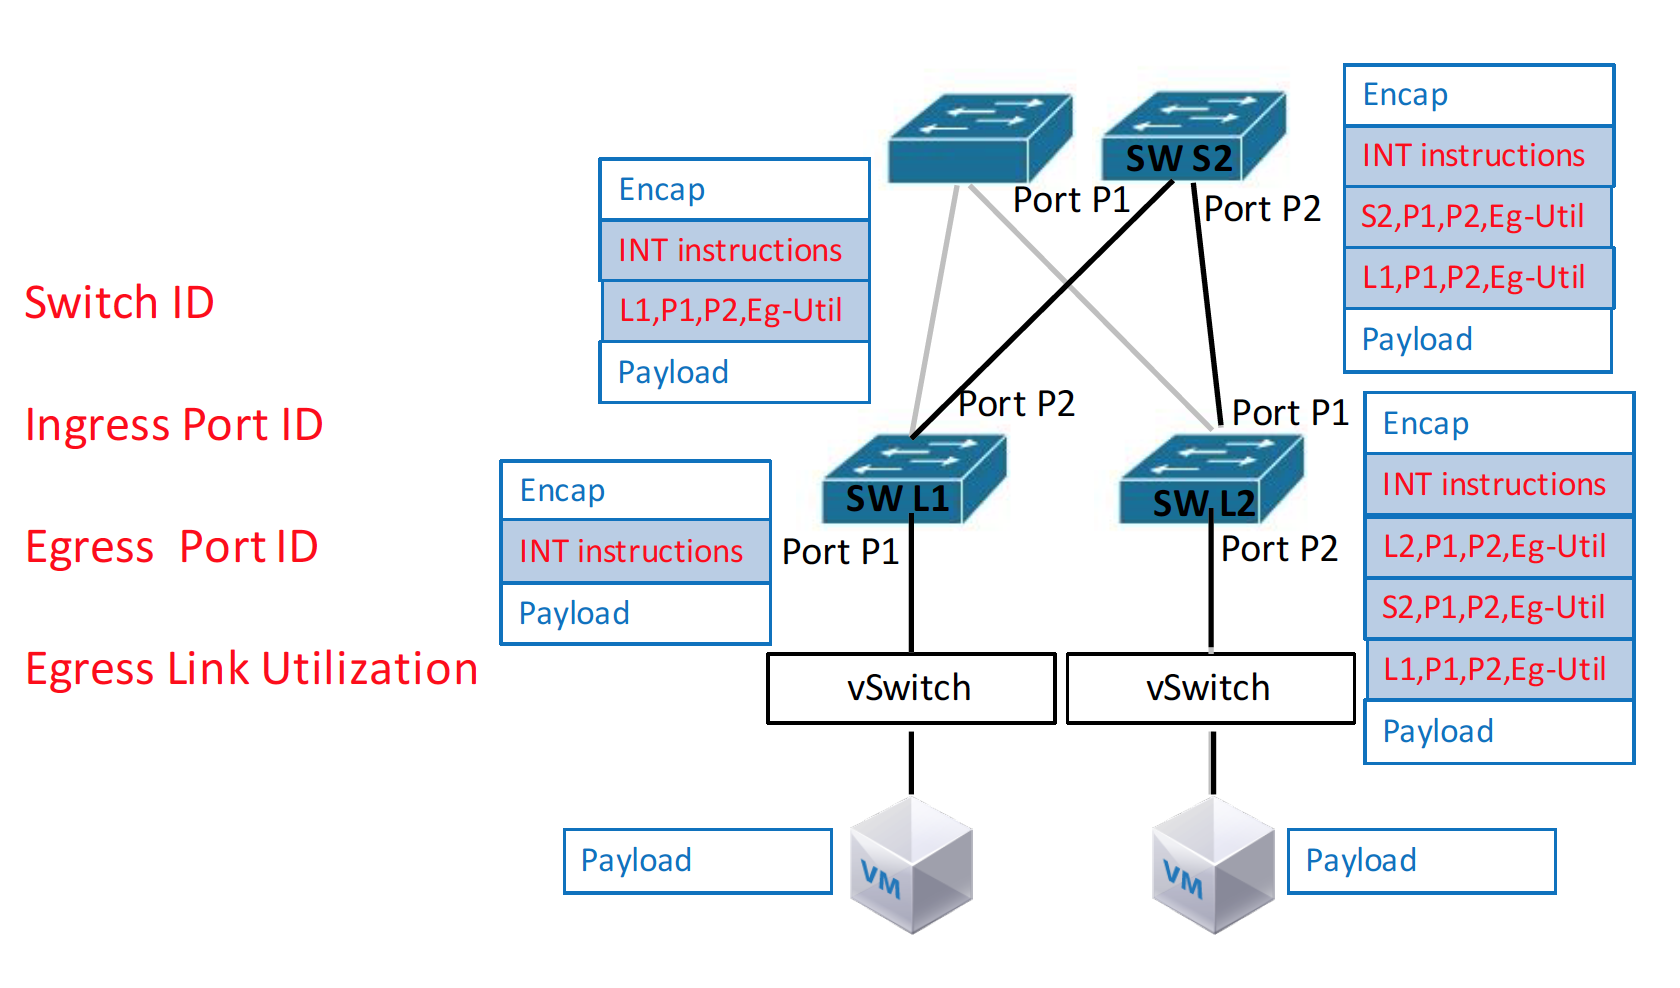 Switch ID
Ingress Port ID
Egress  Port ID
Egress Link Utilization
Encap
INT instructions
L1,P1,P2,Eg-Util
Payload
Encap
INT instructions
Payload
Payload
SW S2
Port P1
Port P2
Port P2
Port P1
SW L1
SW L2
Port P1
Port P2
vSwitch
vSwitch
VM
VM
Encap
INT instructions
S2,P1,P2,Eg-Util
L1,P1,P2,Eg-Util
Payload
Encap
INT instructions
L2,P1,P2,Eg-Util
S2,P1,P2,Eg-Util
L1,P1,P2,Eg-Util
Payload
Payload